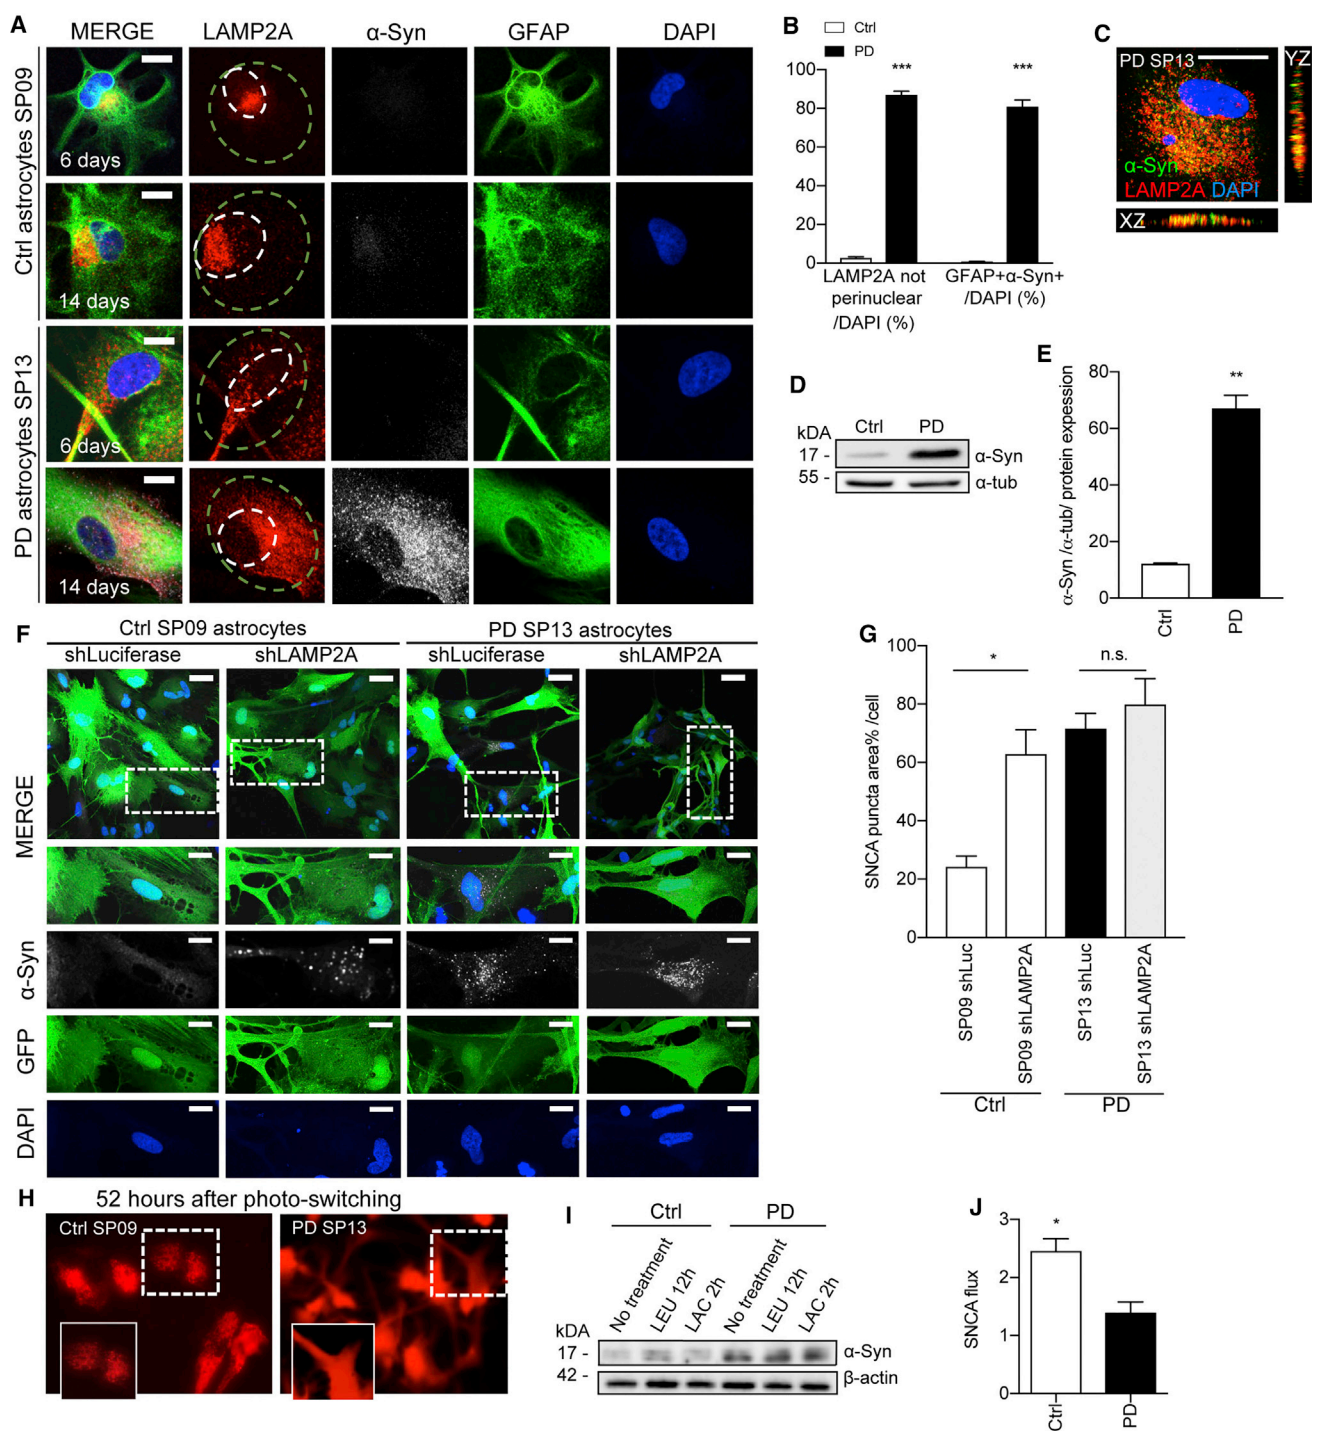 A
MERGE LAMP2A α-Syn GFAP DAPI
Ctrl astrocytes SP09
6 days
14 days
PD astrocytes SP13
6 days
14 days
B
Ctrl
PD
100
80
60
40
20
0
***
***
LAMP2A not
perinuclear
/DAPI (%)
GFAP+α-Syn+
/DAPI (%)
C
PD SP13
YZ
α-Syn
LAMP2A DAPI
XZ
D
Ctrl PD
kDA
17 -
55 -
α-Syn
α-tub
E
α-Syn /α-tub/ protein expession
80
60
40
20
0
**
Ctrl
PD
F
Ctrl SP09 astrocytes
PD SP13 astrocytes
shLuciferase shLAMP2A shLuciferase shLAMP2A
MERGE
α-Syn
GFP
DAPI
G
SNCA puncta area% /cell
100
80
60
40
20
0
*
n.s.
SP09 shLuc
SP09 shLAMP2A
SP13 shLuc
SP13 shLAMP2A
Ctrl
PD
H
52 hours after photo-switching
Ctrl SP09
PD SP13
I
Ctrl PD
No treatment
LEU 12h
LAC 2h
No treatment
LEU 12h
LAC 2h
kDA
17 -
42 -
α-Syn
β-actin
J
SNCA flux
3
2
1
0
*
Ctrl
PD